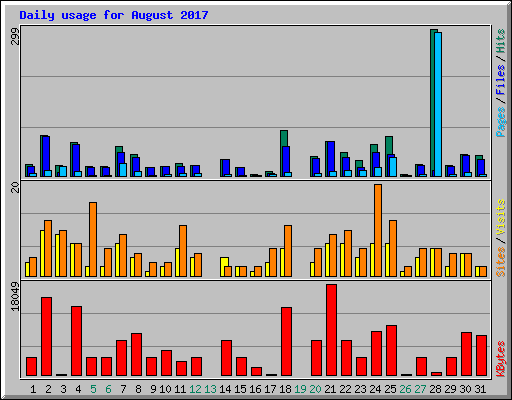 Daily usage for August 2017
299
Pages / Files / Hits
20
Sites / Visits
18049
KBytes
1 2 3 4 5 6 7 8 9 10 11 12 13 14 15 16 17 18 19 20 21 22 23 24 25 26 27 28 29 30 31